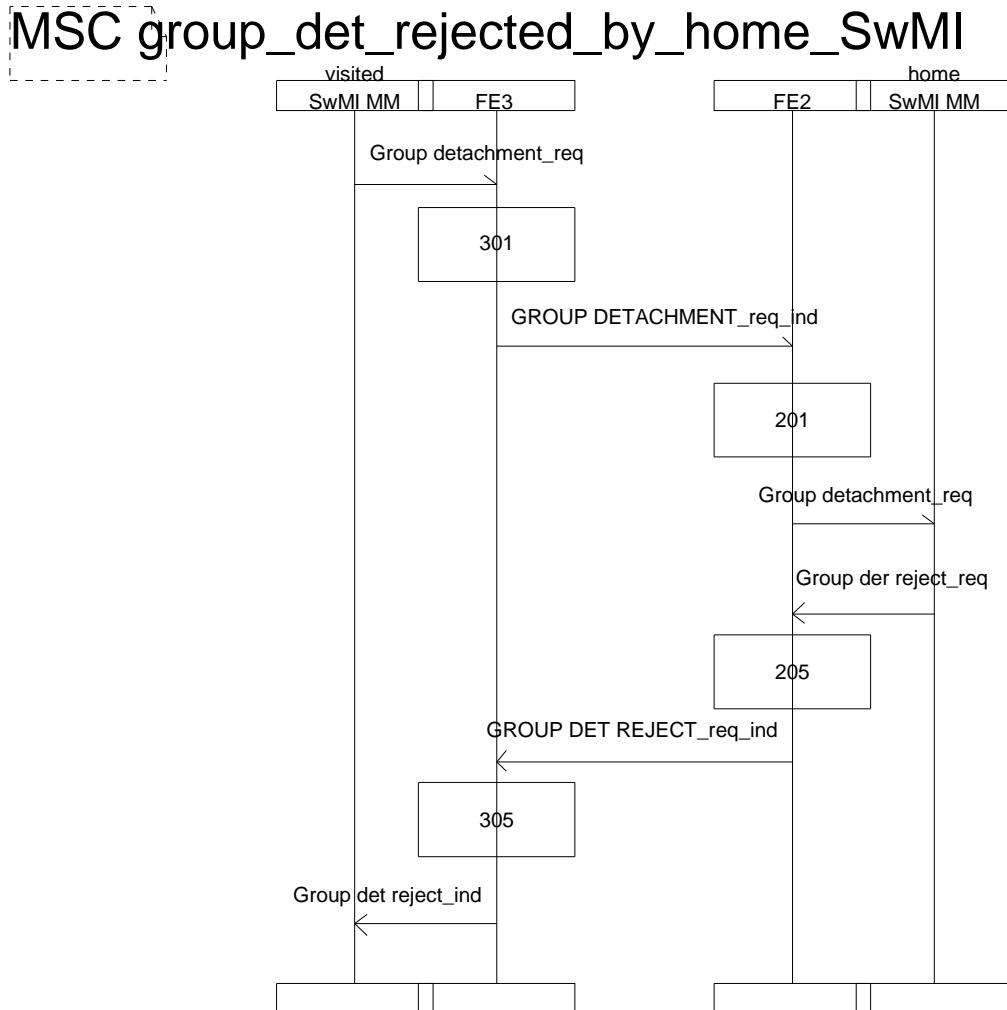 MSC group_det_rejected_by_home_SwMI
visited
SwMI MM
FE3
FE2
home
SwMI MM
Group detachment_req
301
GROUP DETACHMENT_req_ind
201
Group detachment_req
Group der reject_req
205
GROUP DET REJECT_req_ind
305
Group det reject_ind